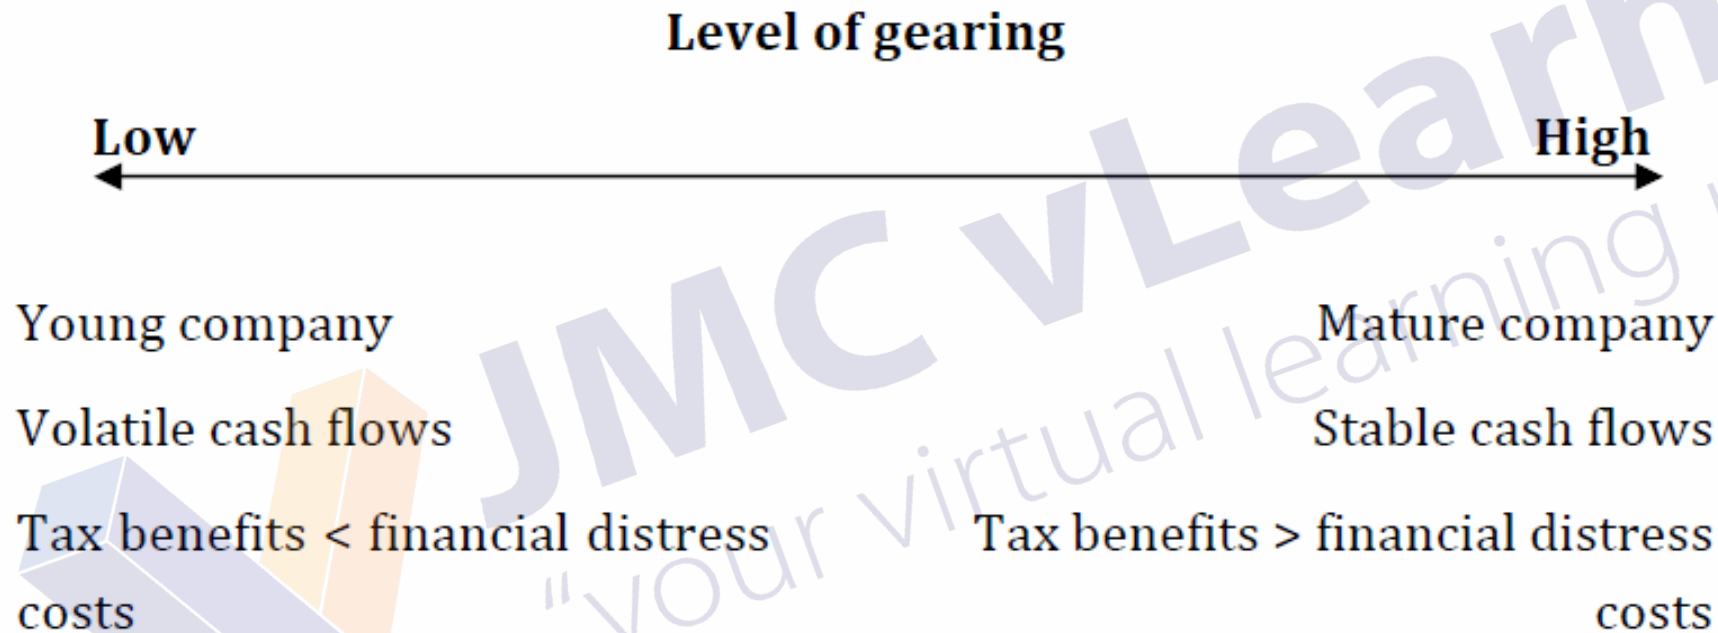 Level of gearing
Low High
Young company Mature company
Volatile cash flows Stable cash flows
Tax benefits < financial distress Tax benefits > financial distress
costs costs
JMC vLearn
"your virtual learning